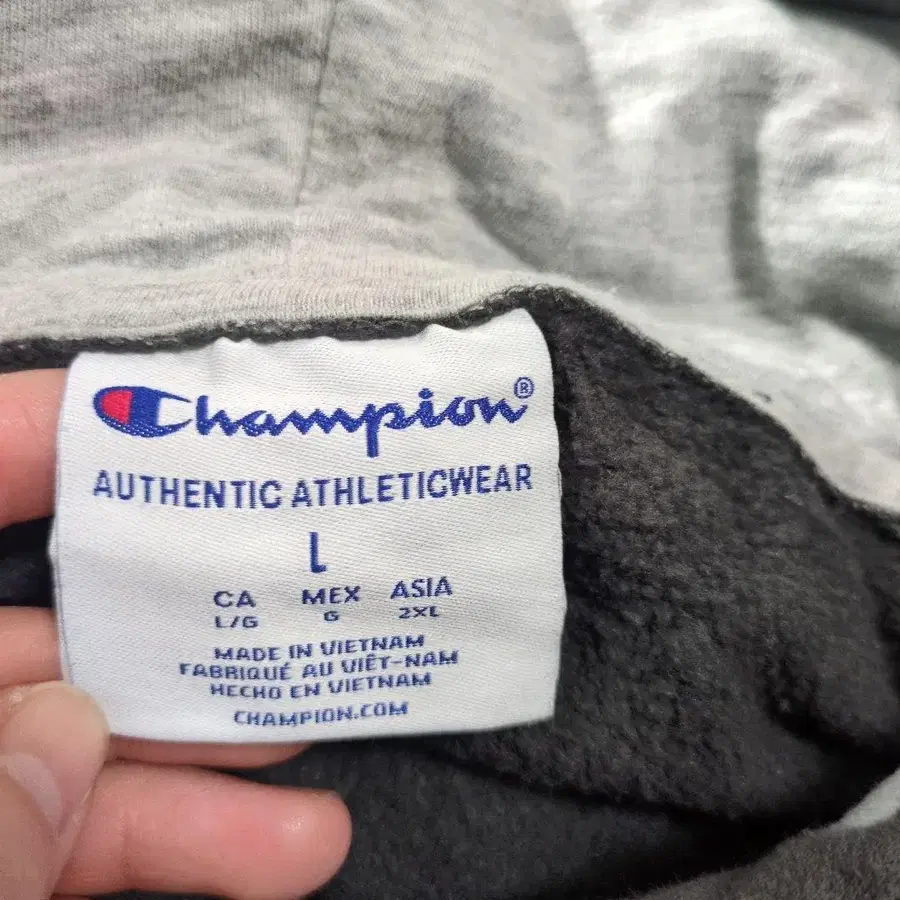 Champion®
AUTHENTIC ATHLETICWEAR
L
CA MEX ASIA
L/G G 2XL
MADE IN VIETNAM
FABRIQUÉ AU VIÊT-NAM
HECHO EN VIETNAM
CHAMPION.COM